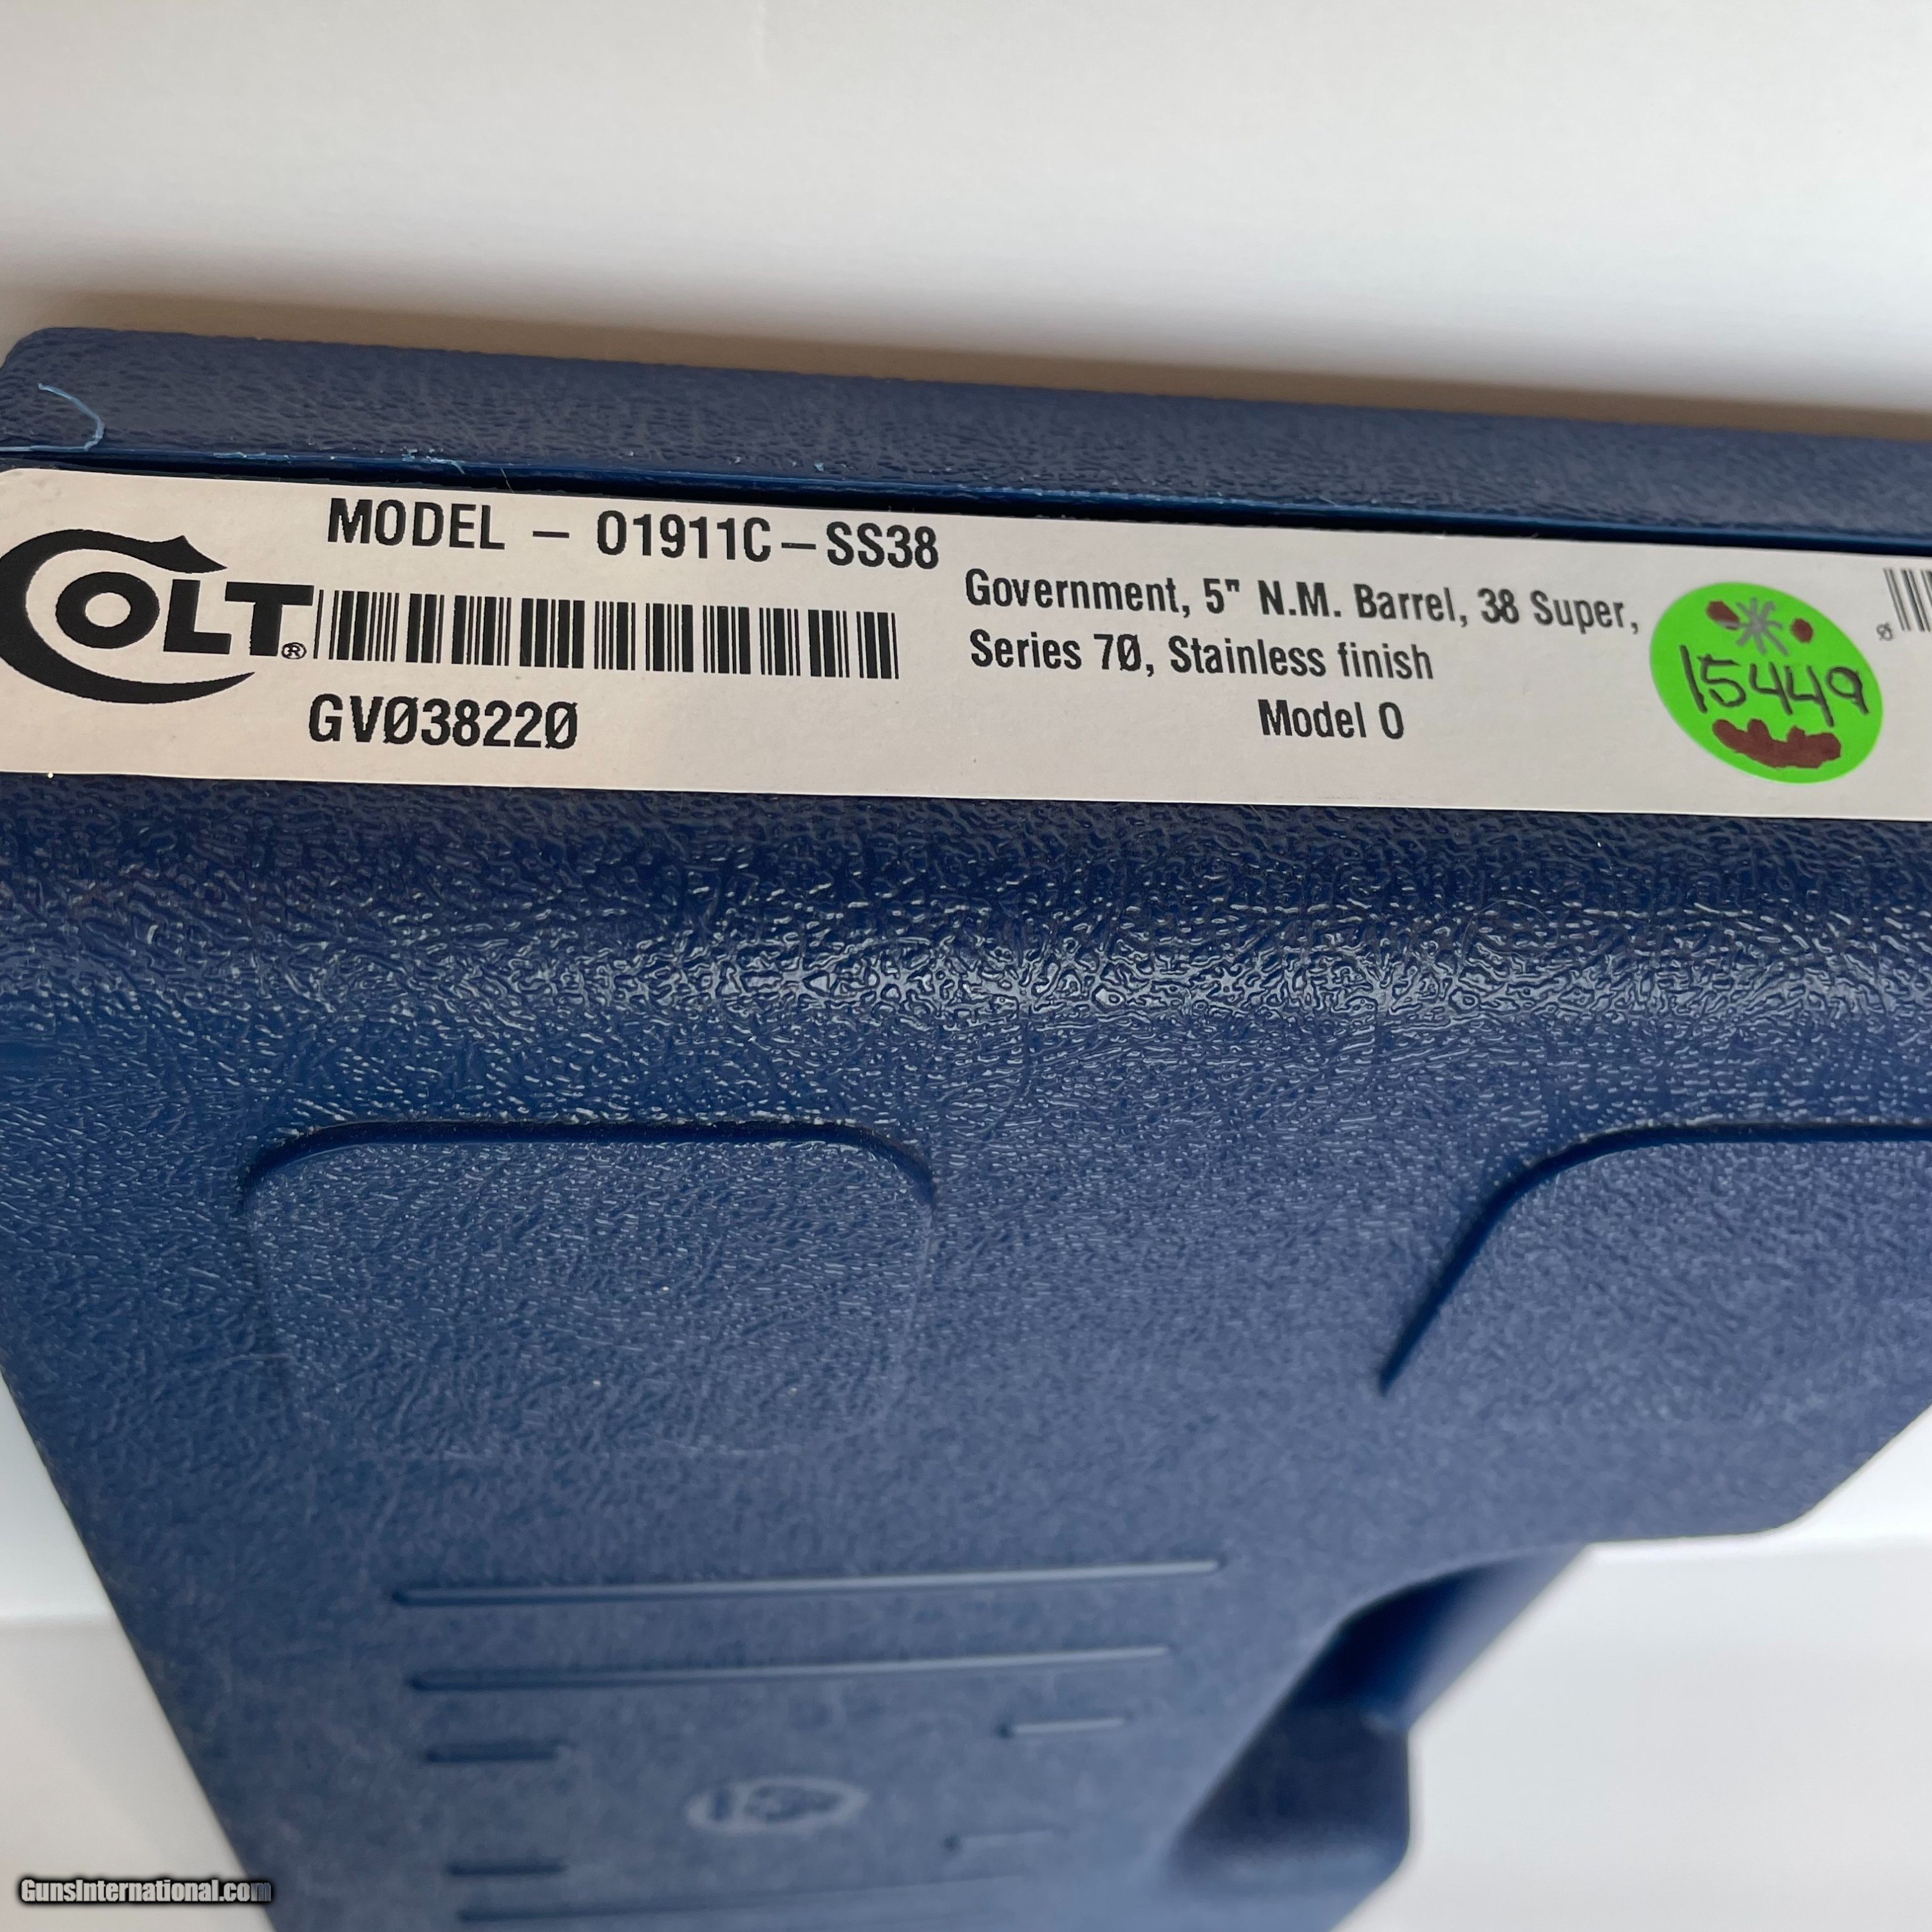 MODEL – O1911C–SS38
COLT®
GVØ3822Ø
Government, 5" N.M. Barrel, 38 Super,
Series 7Ø, Stainless finish
Model O
15449
Ø
GunsInternational.com